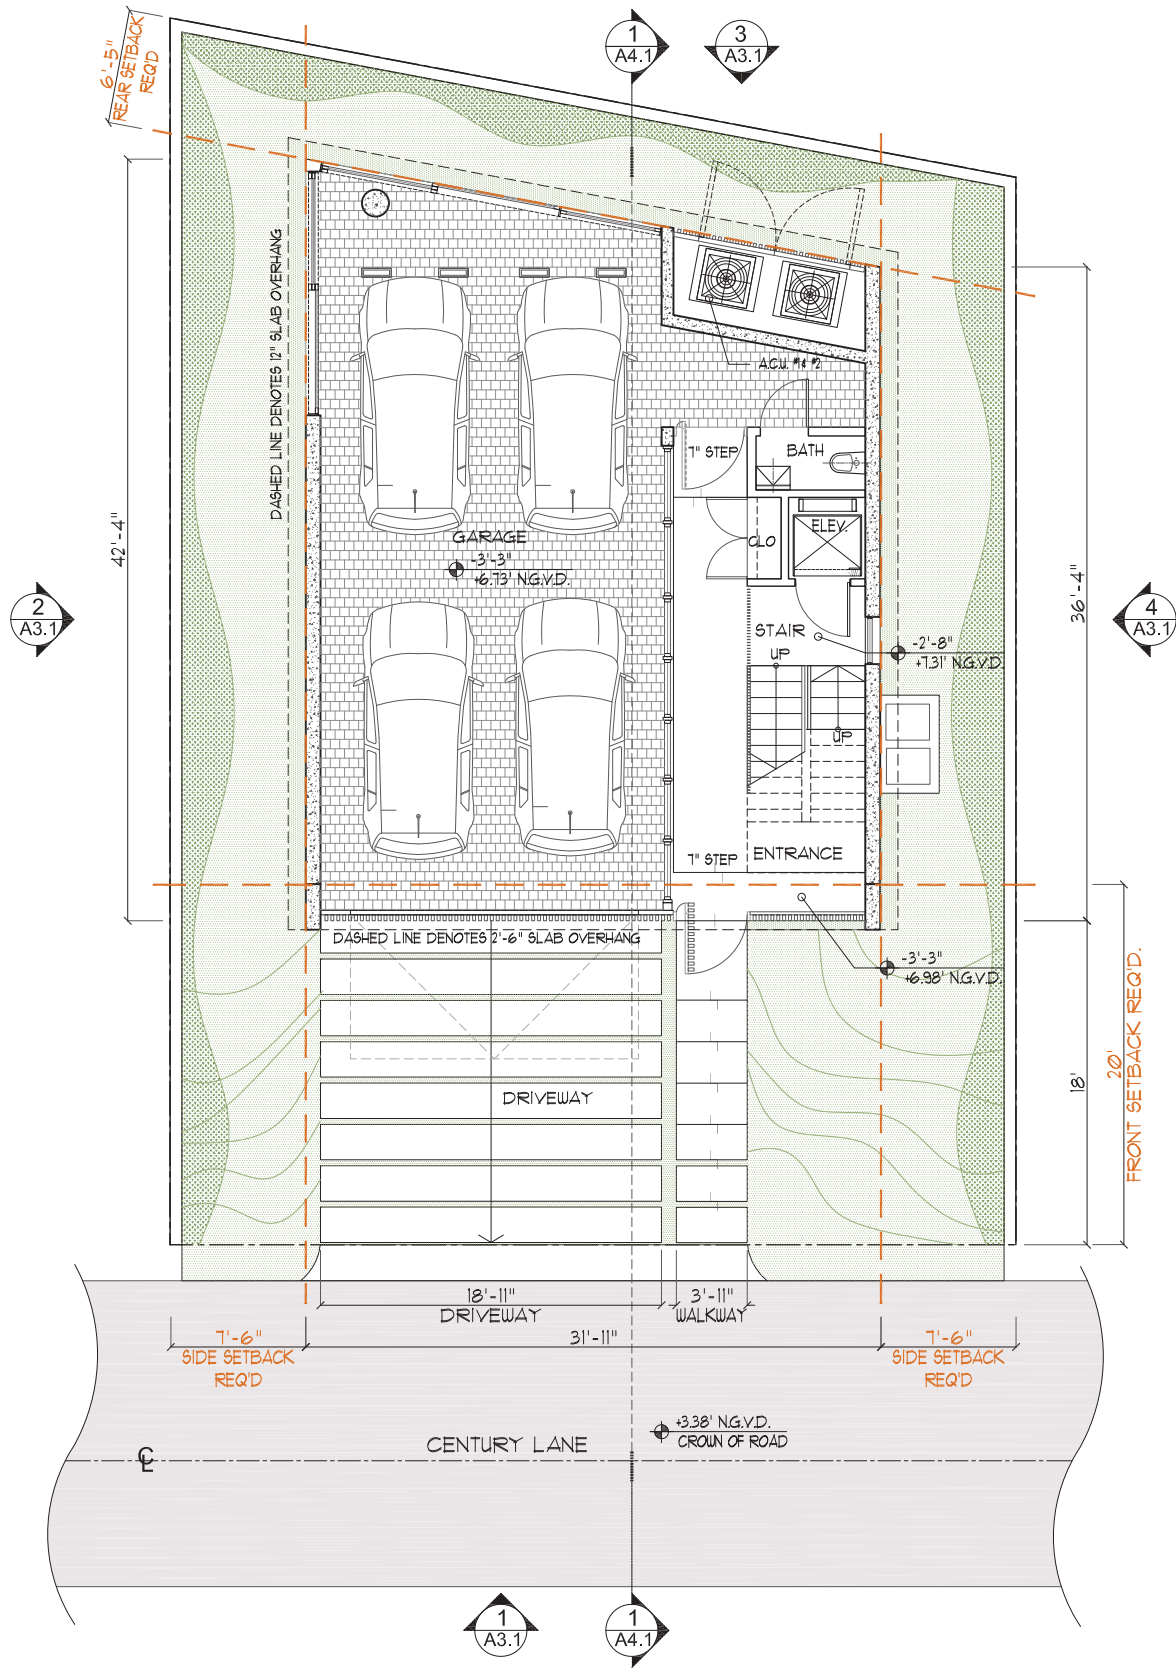 1
A4.1
3
A3.1
6'-5"
REAR SETBACK
REQ'D
DASHED LINE DENOTES 12" SLAB OVERHANG
42'-4"
36'-4"
A.C.U. #1& #2
7" STEP
BATH
CLO
ELEV.
GARAGE
-3'-3"
+6.73' N.G.V.D.
2
A3.1
4
A3.1
STAIR
UP
-2'-8"
+7.31' N.G.V.D.
UP
7" STEP
ENTRANCE
DASHED LINE DENOTES 2'-6" SLAB OVERHANG
-3'-3"
+6.98' N.G.V.D.
DRIVEWAY
18'
20'
FRONT SETBACK REQ'D.
18'-11"
DRIVEWAY
3'-11"
WALKWAY
7'-6"
SIDE SETBACK
REQ'D
31'-11"
7'-6"
SIDE SETBACK
REQ'D
+3.38' N.G.V.D.
CROWN OF ROAD
CENTURY LANE
CL
1
A3.1
1
A4.1